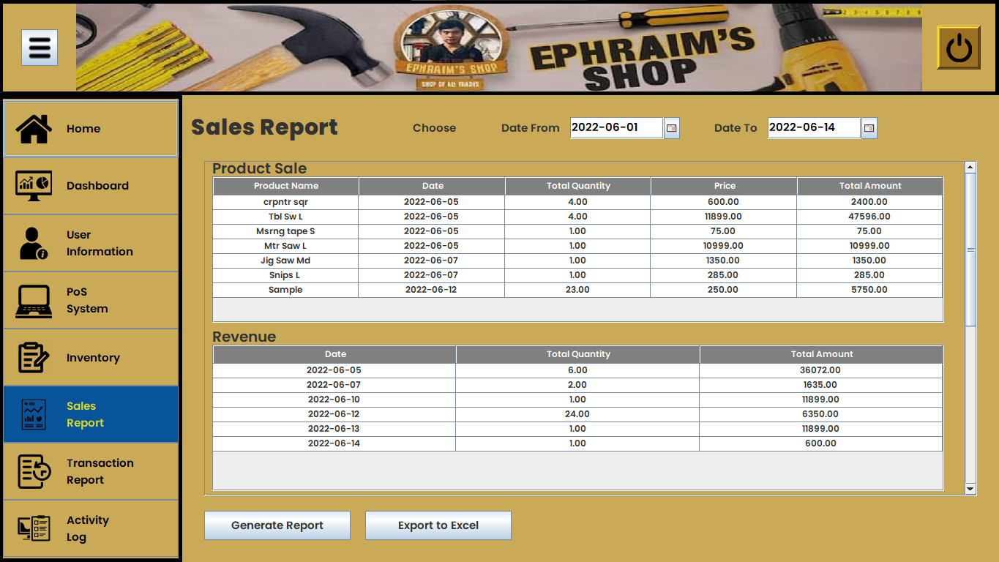 EPHRAIM'S SHOP
SHOP OF ALL TRADES
EPHRAIM'S
SHOP
Home
Dashboard
User
Information
PoS
System
Inventory
Sales
Report
Transaction
Report
Activity
Log
Sales Report Choose Date From 2022-06-01 Date To 2022-06-14
Product Sale
Product Name Date Total Quantity Price Total Amount
crpntr sqr 2022-06-05 4.00 600.00 2400.00
Tbl Sw L 2022-06-05 4.00 11899.00 47596.00
Msrng tape S 2022-06-05 1.00 75.00 75.00
Mtr Saw L 2022-06-05 1.00 10999.00 10999.00
Jig Saw Md 2022-06-07 1.00 1350.00 1350.00
Snips L 2022-06-07 1.00 285.00 285.00
Sample 2022-06-12 23.00 250.00 5750.00
Revenue
Date Total Quantity Total Amount
2022-06-05 6.00 36072.00
2022-06-07 2.00 1635.00
2022-06-10 1.00 11899.00
2022-06-12 24.00 6350.00
2022-06-13 1.00 11899.00
2022-06-14 1.00 600.00
Generate Report Export to Excel